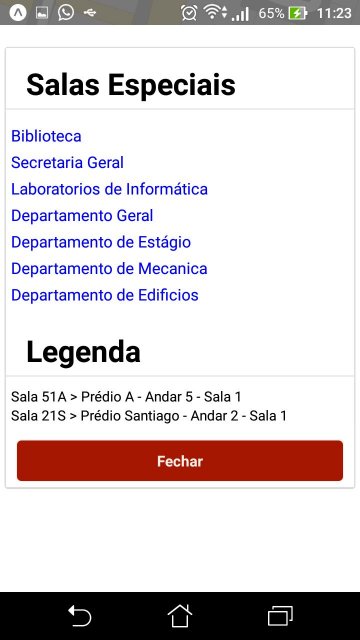 65% 11:23
Salas Especiais
Biblioteca
Secretaria Geral
Laboratorios de Informática
Departamento Geral
Departamento de Estágio
Departamento de Mecanica
Departamento de Edificios
Legenda
Sala 51A > Prédio A - Andar 5 - Sala 1
Sala 21S > Prédio Santiago - Andar 2 - Sala 1
Fechar